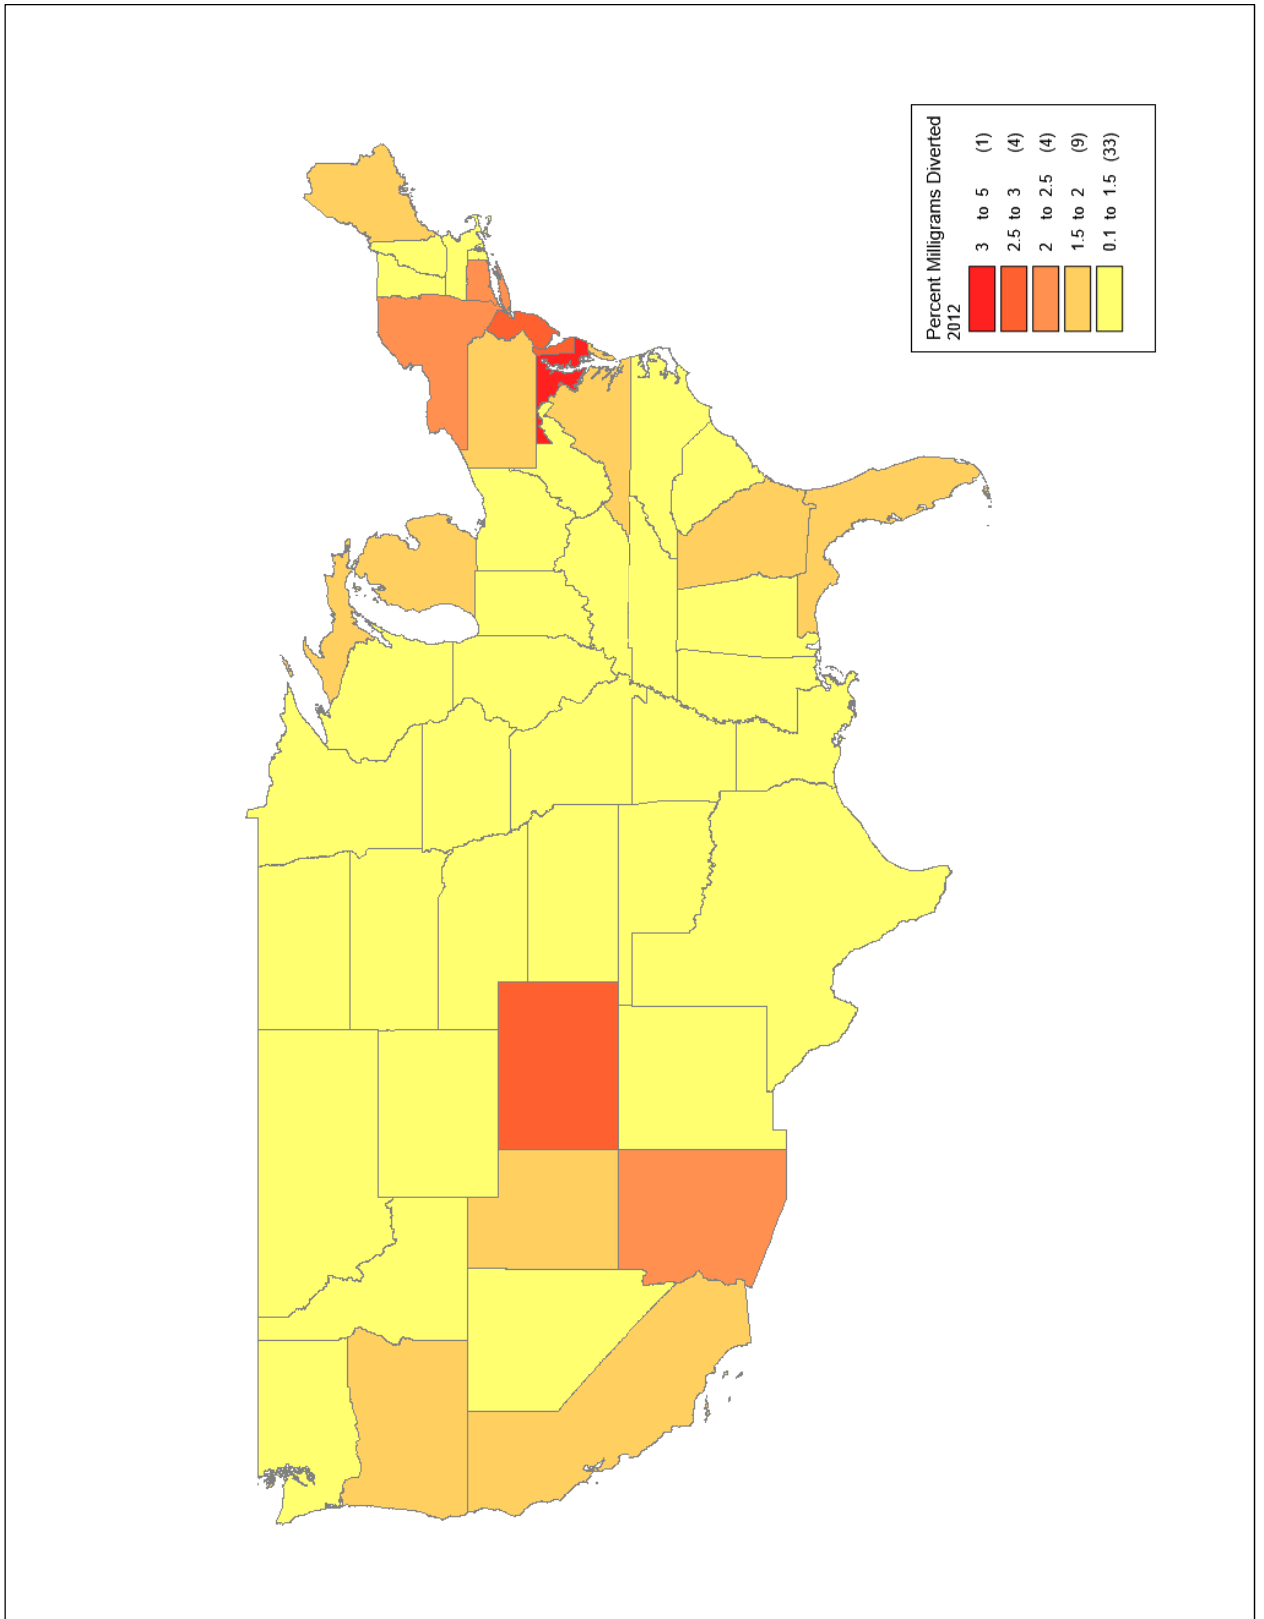 Percent Milligrams Diverted
2012
3 to 5 (1)
2.5 to 3 (4)
2 to 2.5 (4)
1.5 to 2 (9)
0.1 to 1.5 (33)